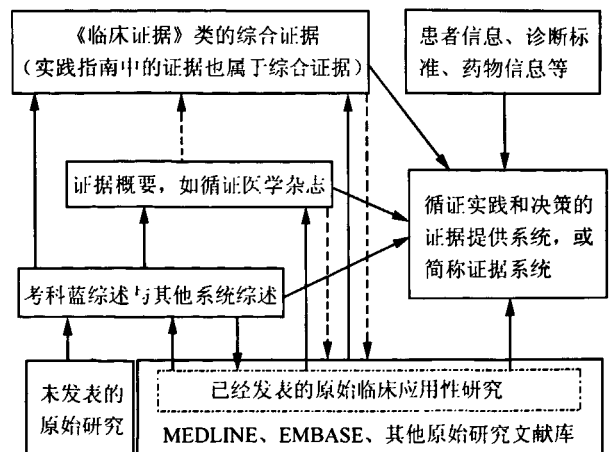 《临床证据》类的综合证据
（实践指南中的证据也属于综合证据）
患者信息、诊断标
准、药物信息等
证据概要，如循证医学杂志
循证实践和决策的
证据提供系统，或
简称证据系统
考科蓝综述与其他系统综述
未发表的
原始研究
已经发表的原始临床应用性研究
MEDLINE、EMBASE、其他原始研究文献库